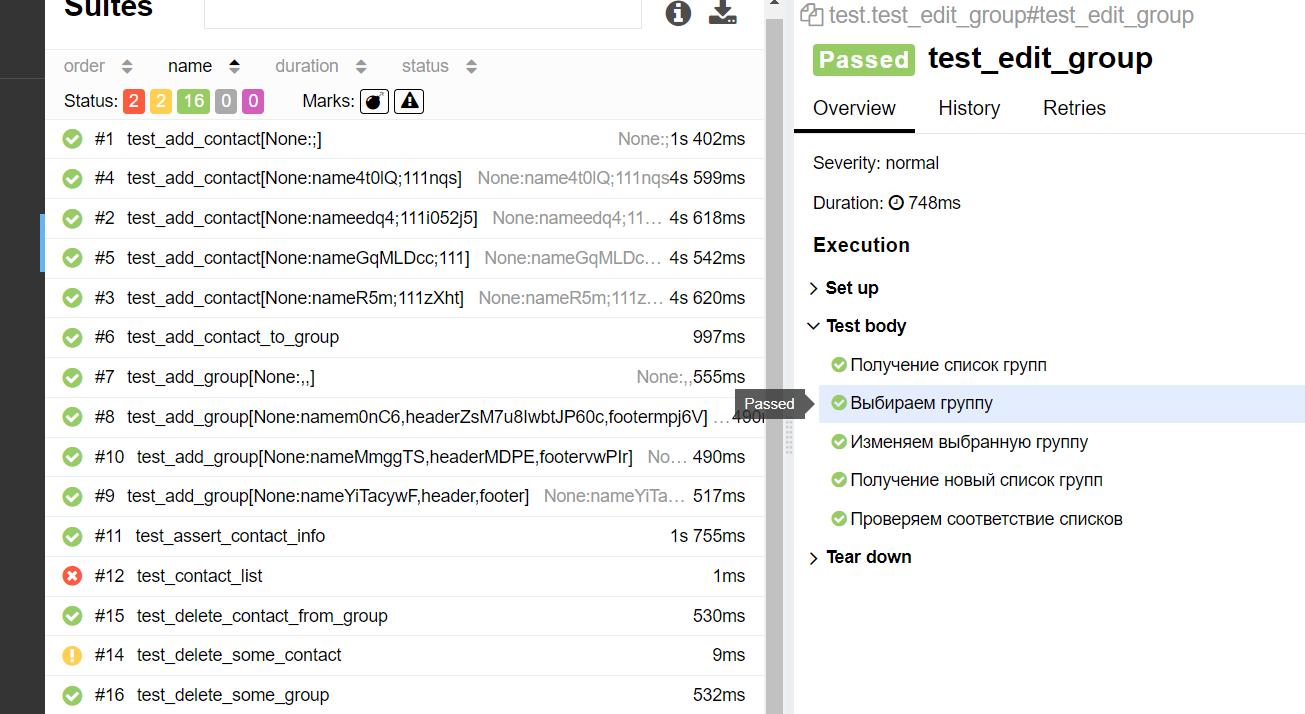 Suites
order name duration status
Status: 2 2 16 0 0 Marks:
#1 test_add_contact[None:;] None:;1s 402ms
#4 test_add_contact[None:name4t0lQ;111nqs] None:name4t0lQ;111nqs4s 599ms
#2 test_add_contact[None:nameedq4;111i052j5] None:nameedq4;11... 4s 618ms
#5 test_add_contact[None:nameGqMLDcc;111] None:nameGqMLDc... 4s 542ms
#3 test_add_contact[None:nameR5m;111zXht] None:nameR5m;111z... 4s 620ms
#6 test_add_contact_to_group 997ms
#7 test_add_group[None:,,] None:,,555ms
#8 test_add_group[None:namem0nC6,headerZsM7u8IwbtJP60c,footermpj6V] ...490
#10 test_add_group[None:nameMmggTS,headerMDPE,footervwPIr] No... 490ms
#9 test_add_group[None:nameYiTacywF,header,footer] None:nameYiTa... 517ms
#11 test_assert_contact_info 1s 755ms
#12 test_contact_list 1ms
#15 test_delete_contact_from_group 530ms
#14 test_delete_some_contact 9ms
#16 test_delete_some_group 532ms
test.test_edit_group#test_edit_group
Passed test_edit_group
Overview History Retries
Severity: normal
Duration: 748ms
Execution
Set up
Test body
Получение список групп
Passed
Выбираем группу
Изменяем выбранную группу
Получение новый список групп
Проверяем соответствие списков
Tear down